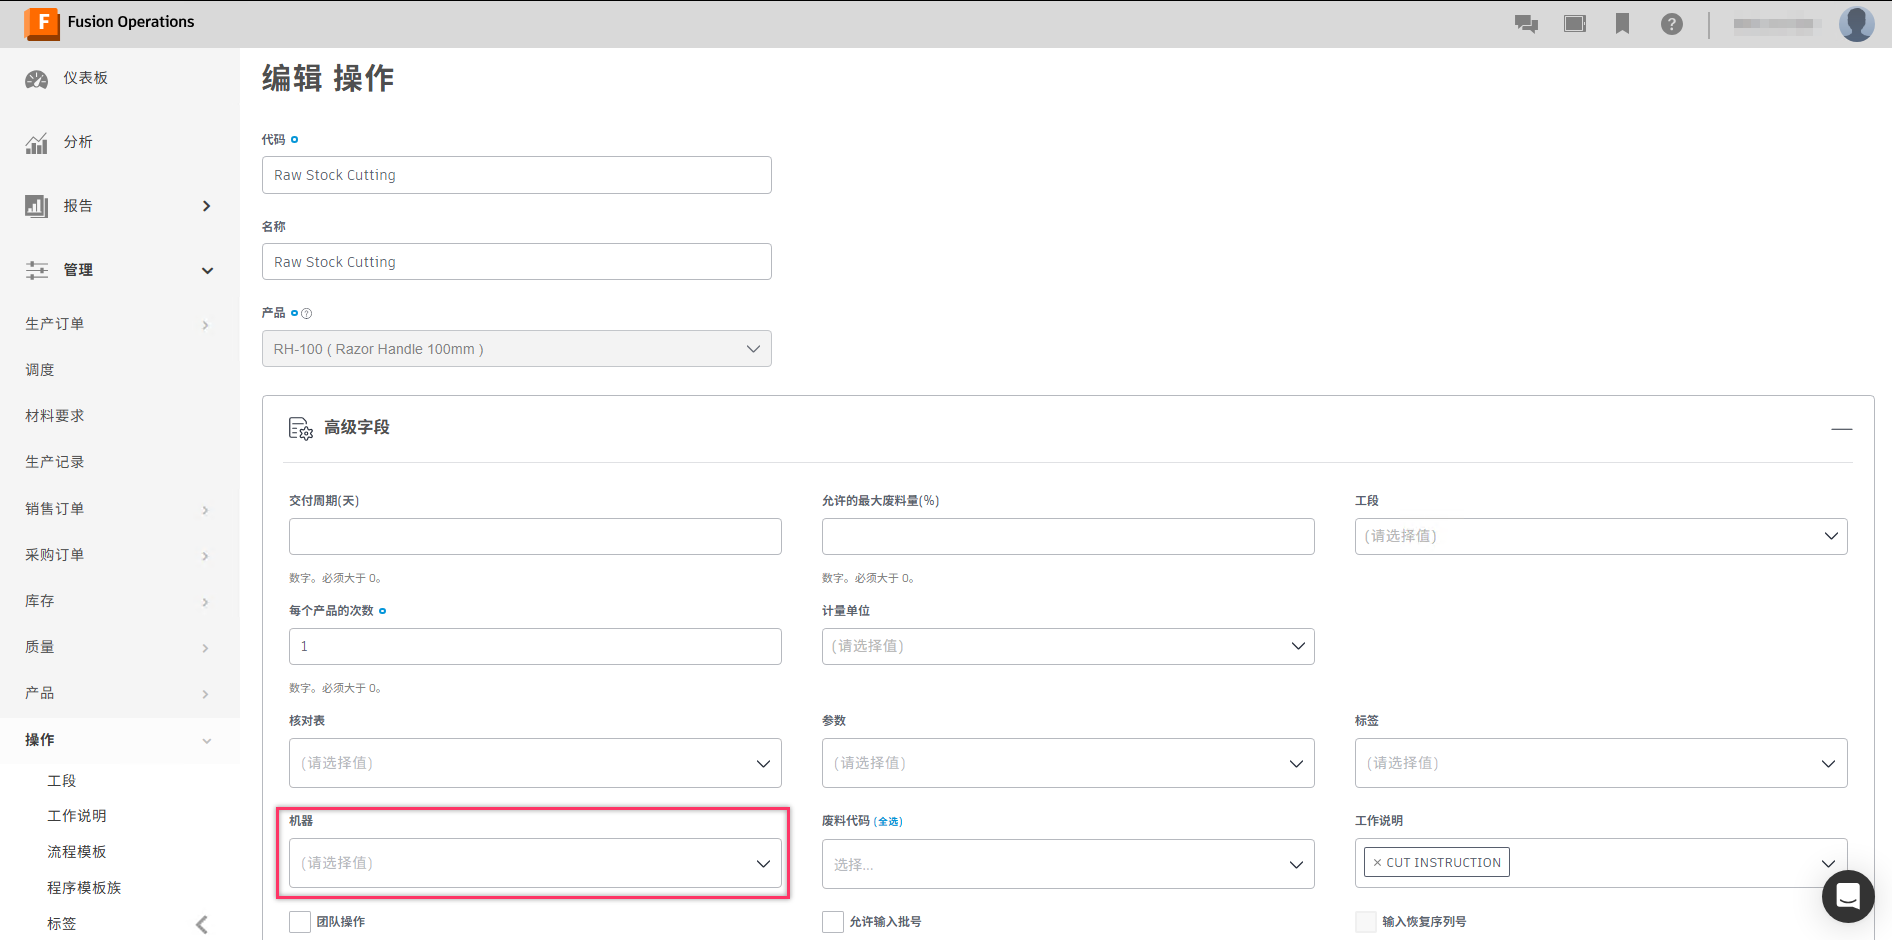 Fusion Operations
仪表板
分析
报告
管理
生产订单
调度
材料要求
生产记录
销售订单
采购订单
库存
质量
产品
操作
工段
工作说明
流程模板
程序模板族
标签
编辑 操作
代码
Raw Stock Cutting
名称
Raw Stock Cutting
产品
RH-100 ( Razor Handle 100mm )
高级字段
交付周期(天)
允许的最大废料量(%)
工段
(请选择值)
数字。必须大于 0。
数字。必须大于 0。
每个产品的次数
计量单位
1
(请选择值)
数字。必须大于 0。
核对表
参数
标签
(请选择值)
(请选择值)
(请选择值)
机器
废料代码 (全选)
工作说明
(请选择值)
选择...
× CUT INSTRUCTION
团队操作
允许输入批号
输入恢复序列号